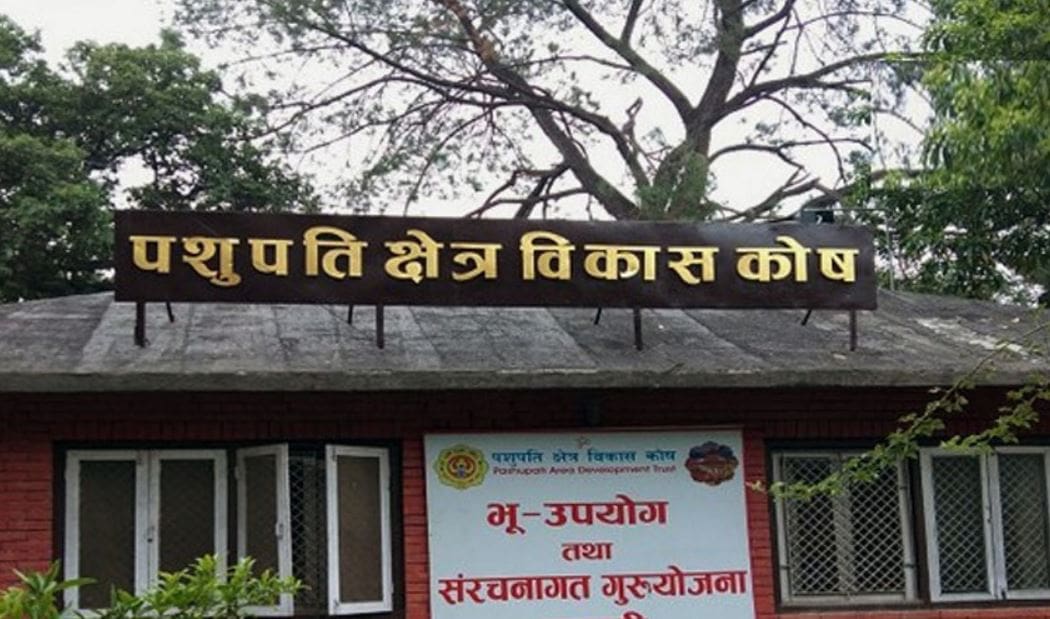 पशुपति क्षेत्र विकास कोष
ॐ
पशुपति क्षेत्र विकास कोष
Pashupati Area Development Trust
भू-उपयोग
तथा
संरचनागत गुरुयोजना